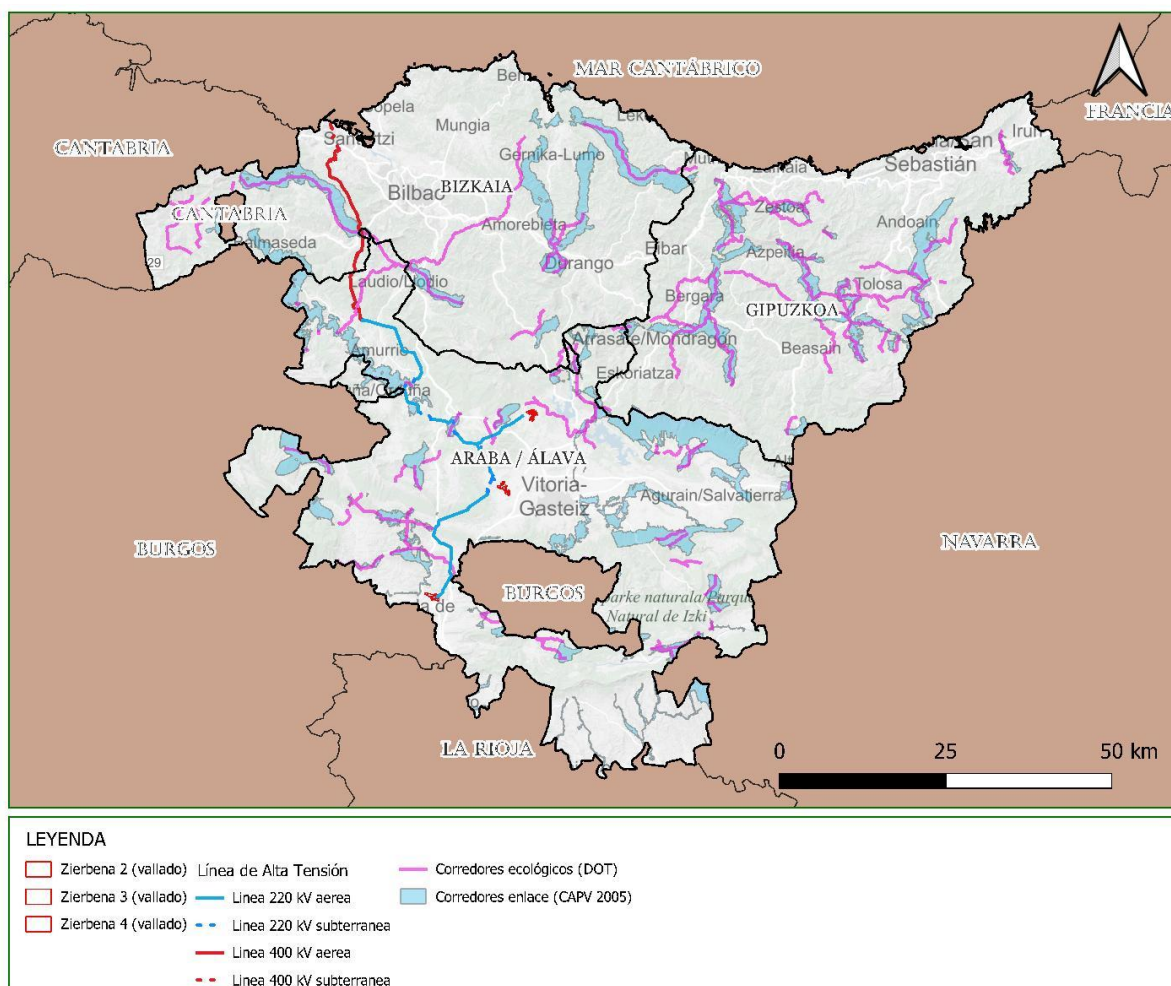 MAR CANTÁBRICO
FRANCIA
CANTABRIA
Mungia
Gernika-Lumo
BIZKAIA
Bilbao
Sebastián
Zestoa
CANTABRIA
Amorebieta
Andoain
Azpeitia
Eibar
Durango
29
Laudio/Llodio
Bergara
GIPUZKOA
Tolosa
Amurrio
Arrasate/Mondragón
Beasain
Eskoriatza
ARABA / ÁLAVA
Vitoria-
Gasteiz
Agurain/Salvatierra
BURGOS
NAVARRA
BURGOS
Natural de Izki
LA RIOJA
0 25 50 km
LEYENDA
Zierbena 2 (vallado)
Zierbena 3 (vallado)
Zierbena 4 (vallado)
Línea de Alta Tensión
Linea 220 kV aerea
Linea 220 kV subterranea
Linea 400 kV aerea
Linea 400 kV subterranea
Corredores ecológicos (DOT)
Corredores enlace (CAPV 2005)